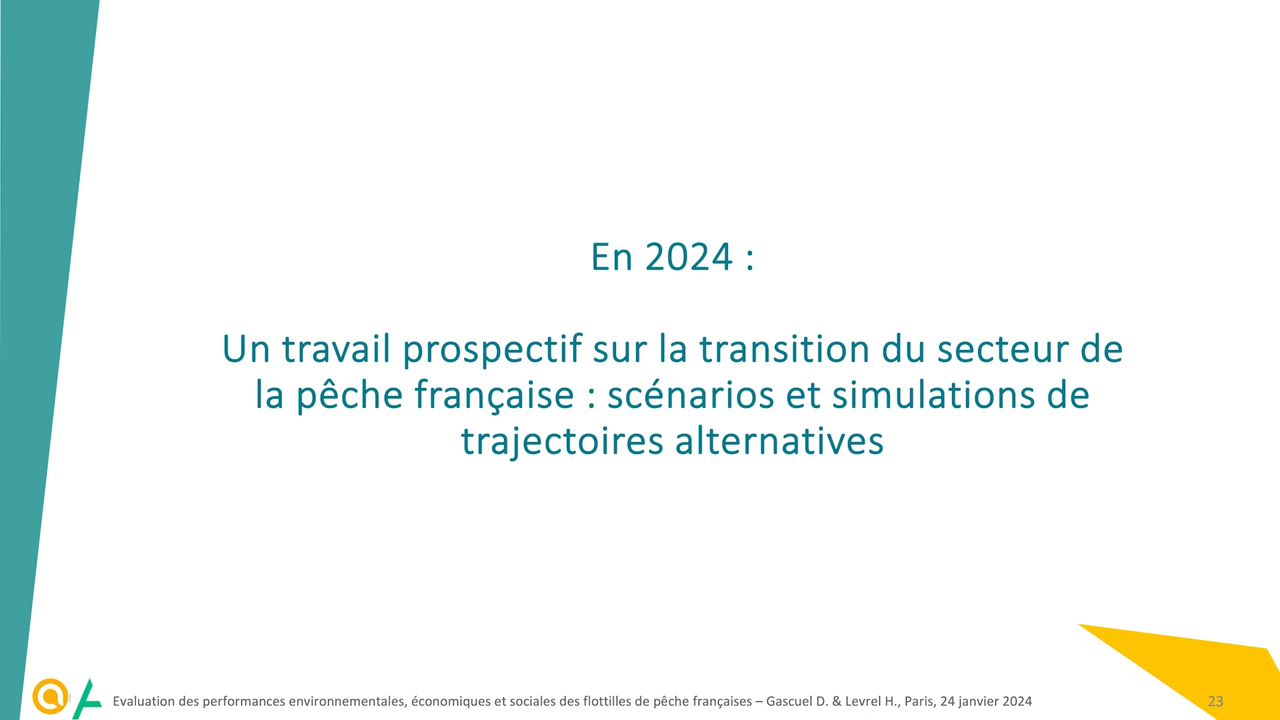 En 2024 :
Un travail prospectif sur la transition du secteur de
la pêche française : scénarios et simulations de
trajectoires alternatives
Evaluation des performances environnementales, économiques et sociales des flottilles de pêche françaises – Gascuel D. & Levrel H., Paris, 24 janvier 2024
23